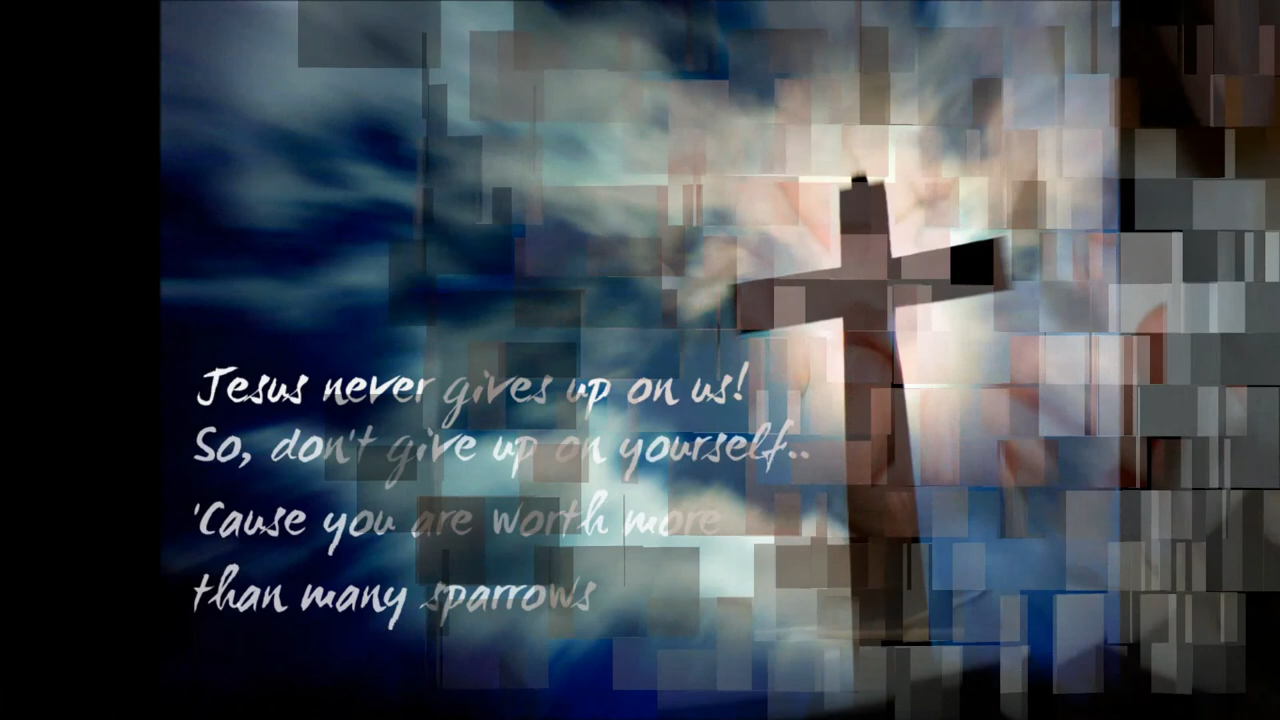 Jesus never gives up on us!
So, don't give up on yourself..
'Cause you are worth more
than many sparrows